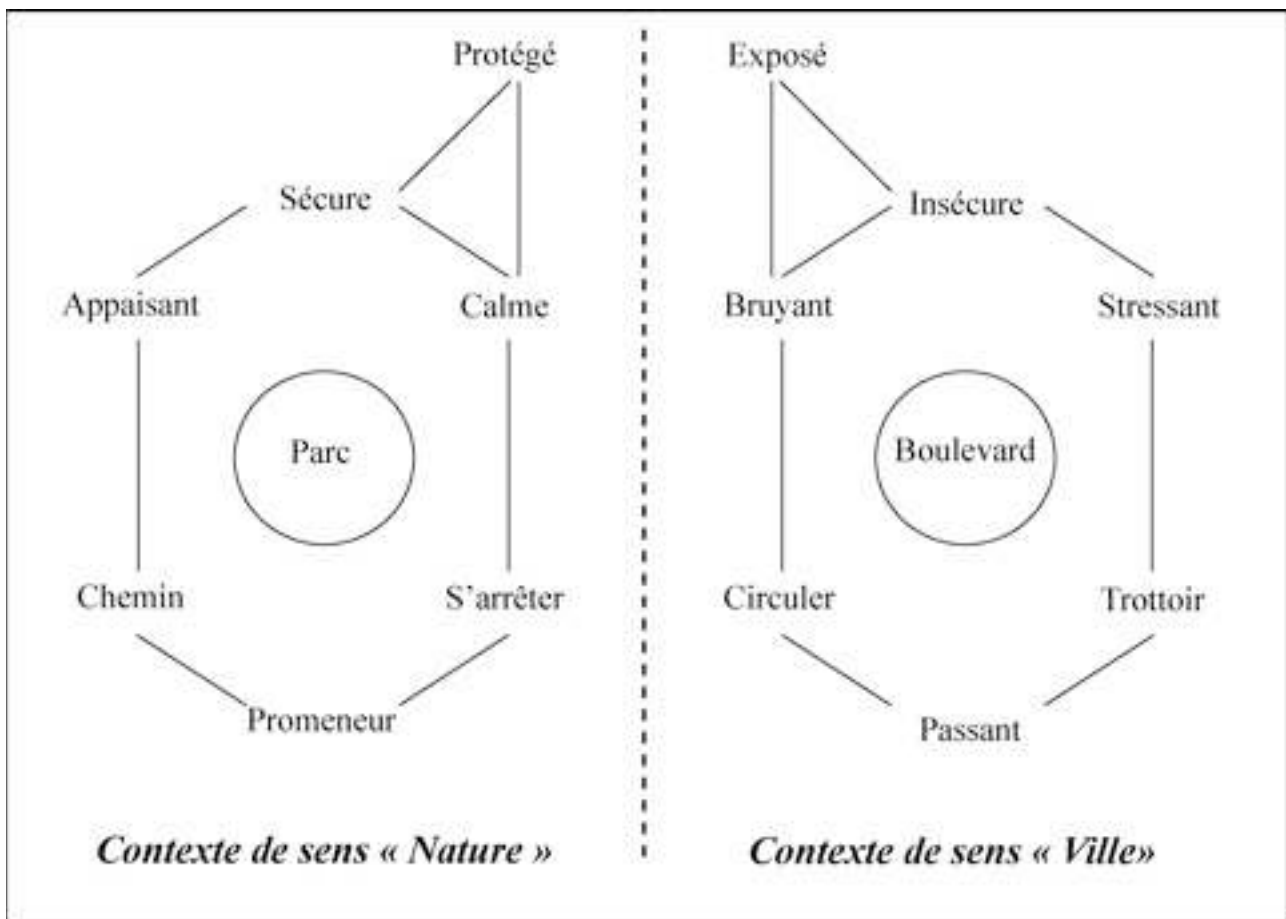 Protégé
Sécure
Appaisant
Calme
Parc
Chemin
S'arrêter
Promeneur
Contexte de sens « Nature »
Exposé
Insécure
Bruyant
Stressant
Boulevard
Circuler
Trottoir
Passant
Contexte de sens « Ville»